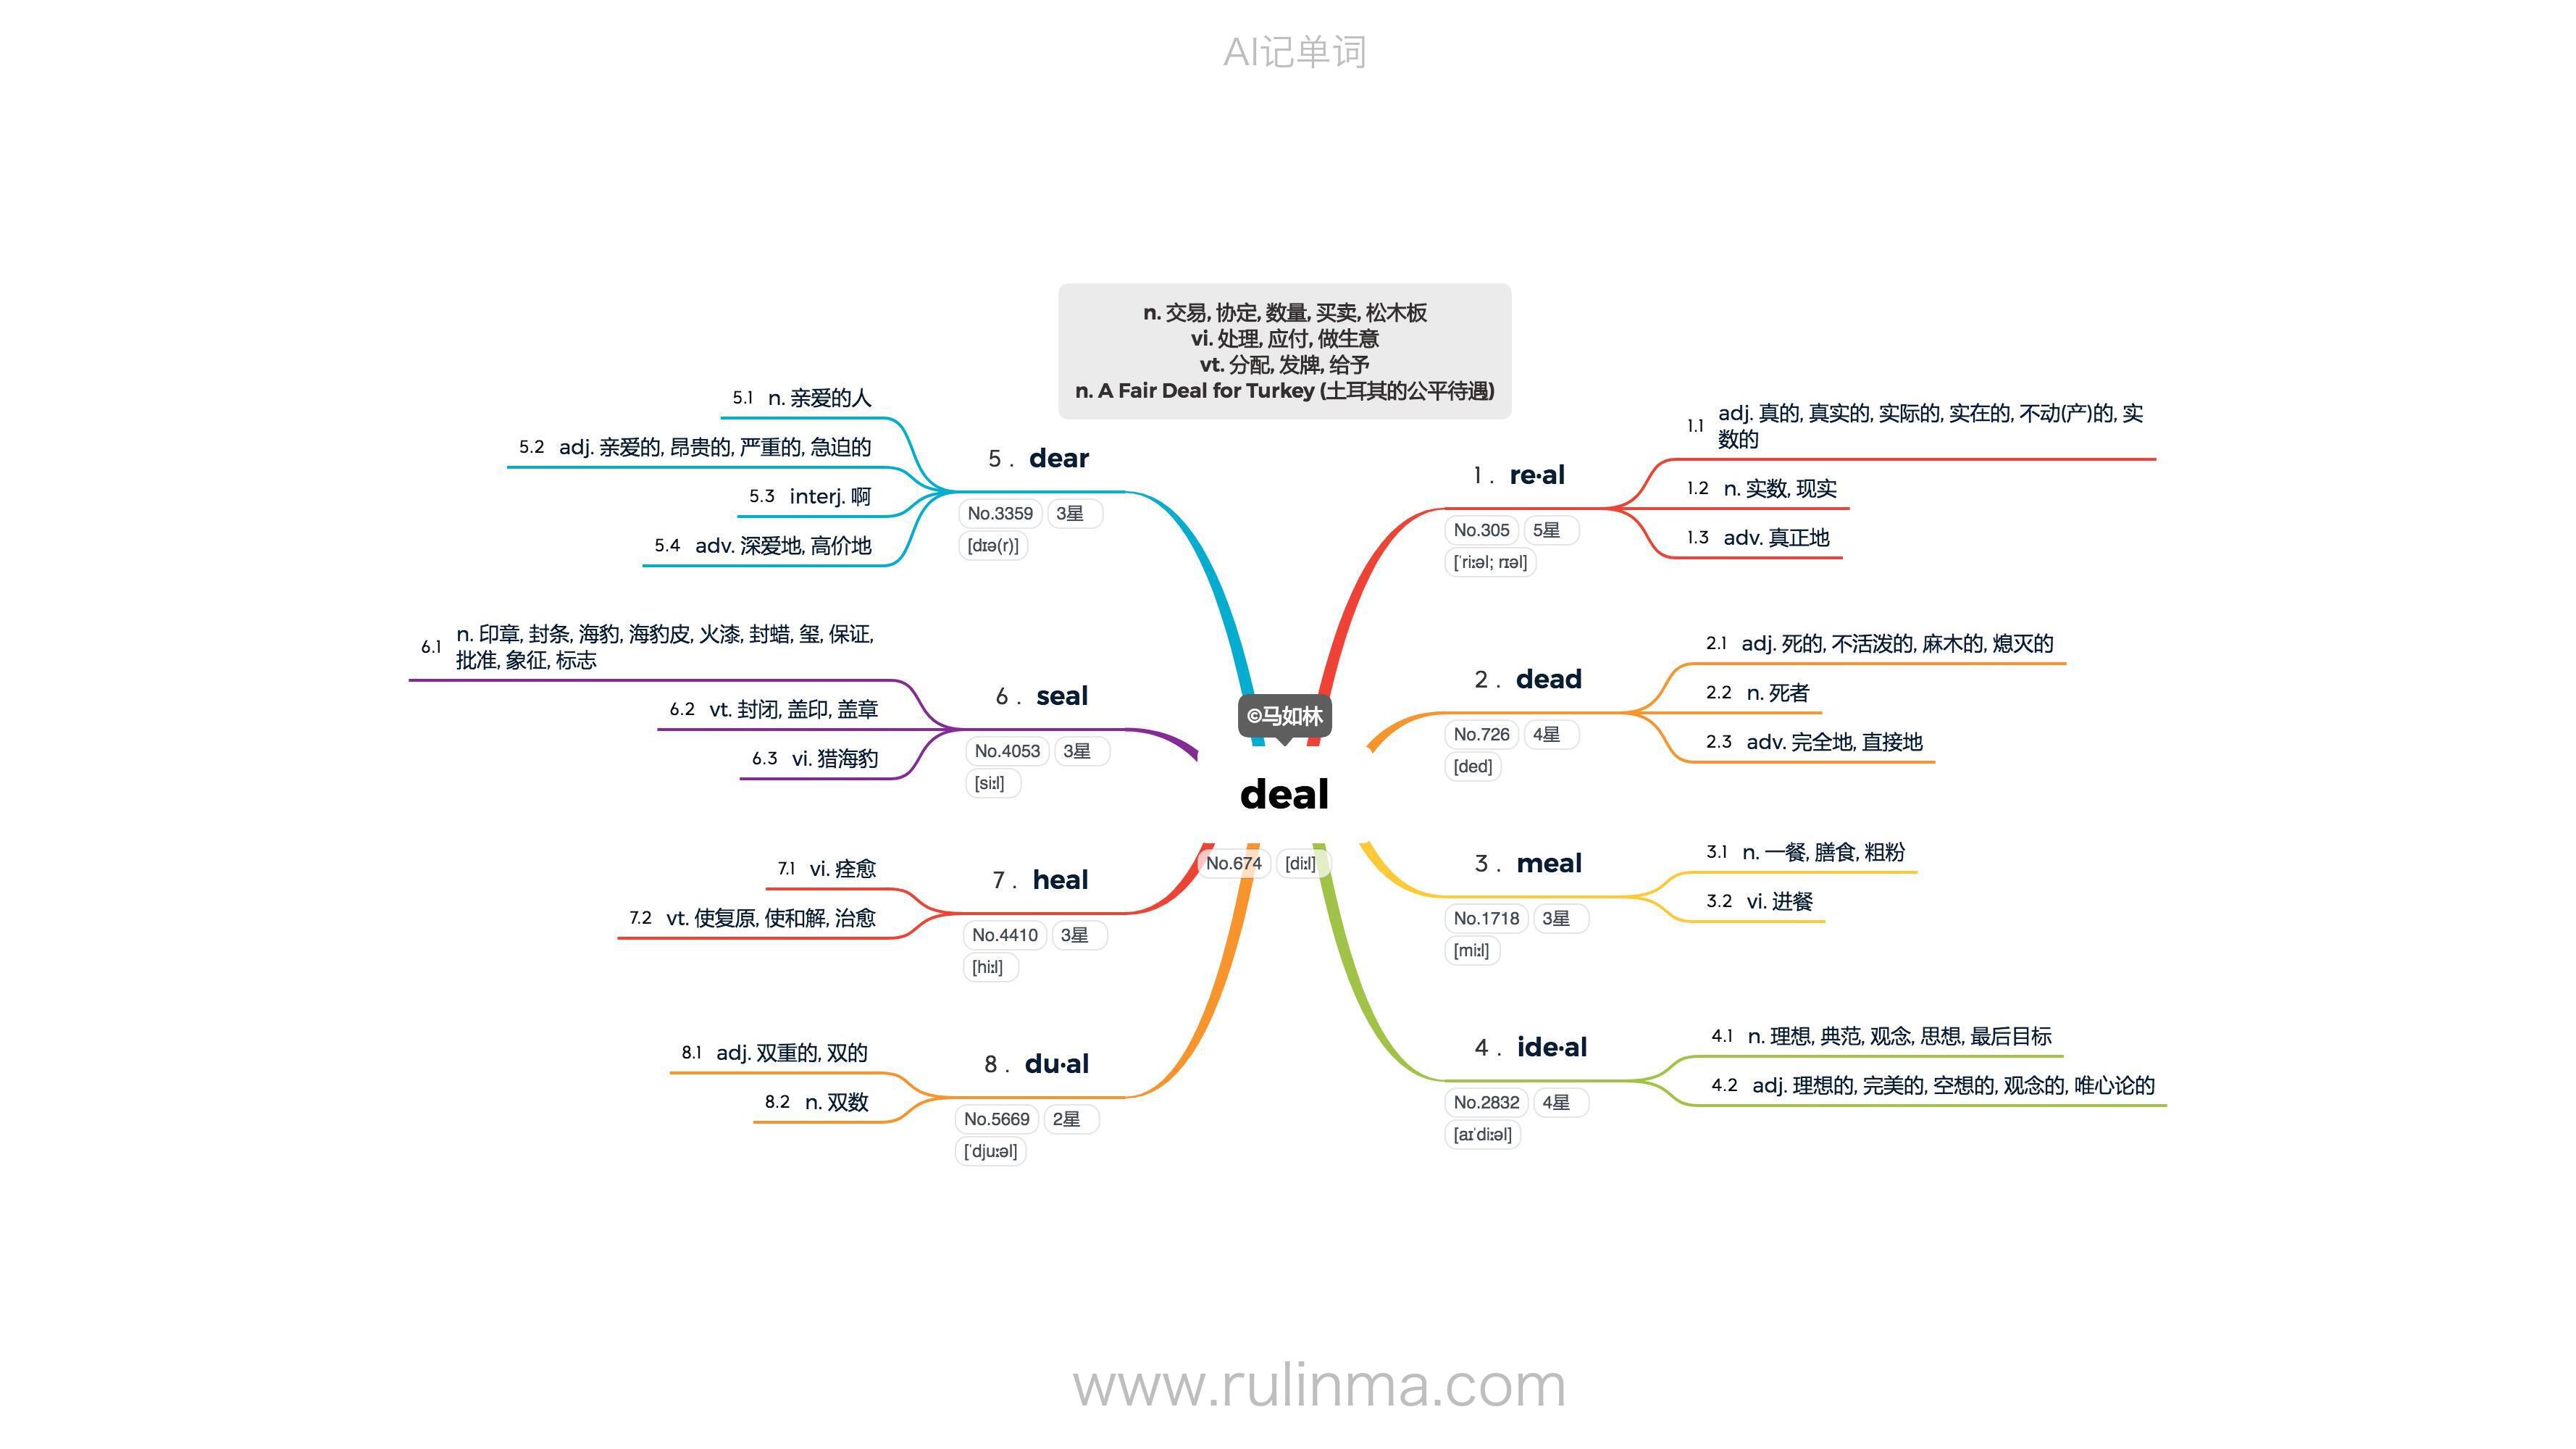 AI记单词
n. 交易, 协定, 数量, 买卖, 松木板
vi. 处理, 应付, 做生意
vt. 分配, 发牌, 给予
n. A Fair Deal for Turkey (土耳其的公平待遇)
©马如林
deal
No.674 [diːl]
1 . re·al
No.305 5星
[ˈriːəl; rɪəl]
1.1 adj. 真的, 真实的, 实际的, 实在的, 不动(产)的, 实
数的
1.2 n. 实数, 现实
1.3 adv. 真正地
2 . dead
No.726 4星
[ded]
2.1 adj. 死的, 不活泼的, 麻木的, 熄灭的
2.2 n. 死者
2.3 adv. 完全地, 直接地
3 . meal
No.1718 3星
[miːl]
3.1 n. 一餐, 膳食, 粗粉
3.2 vi. 进餐
4 . ide·al
No.2832 4星
[aɪˈdiːəl]
4.1 n. 理想, 典范, 观念, 思想, 最后目标
4.2 adj. 理想的, 完美的, 空想的, 观念的, 唯心论的
5 . dear
No.3359 3星
[dɪə(r)]
5.1 n. 亲爱的人
5.2 adj. 亲爱的, 昂贵的, 严重的, 急迫的
5.3 interj. 啊
5.4 adv. 深爱地, 高价地
6 . seal
No.4053 3星
[siːl]
6.1 n. 印章, 封条, 海豹, 海豹皮, 火漆, 封蜡, 玺, 保证,
批准, 象征, 标志
6.2 vt. 封闭, 盖印, 盖章
6.3 vi. 猎海豹
7 . heal
No.4410 3星
[hiːl]
7.1 vi. 痊愈
7.2 vt. 使复原, 使和解, 治愈
8 . du·al
No.5669 2星
[ˈdjuːəl]
8.1 adj. 双重的, 双的
8.2 n. 双数
www.rulinma.com